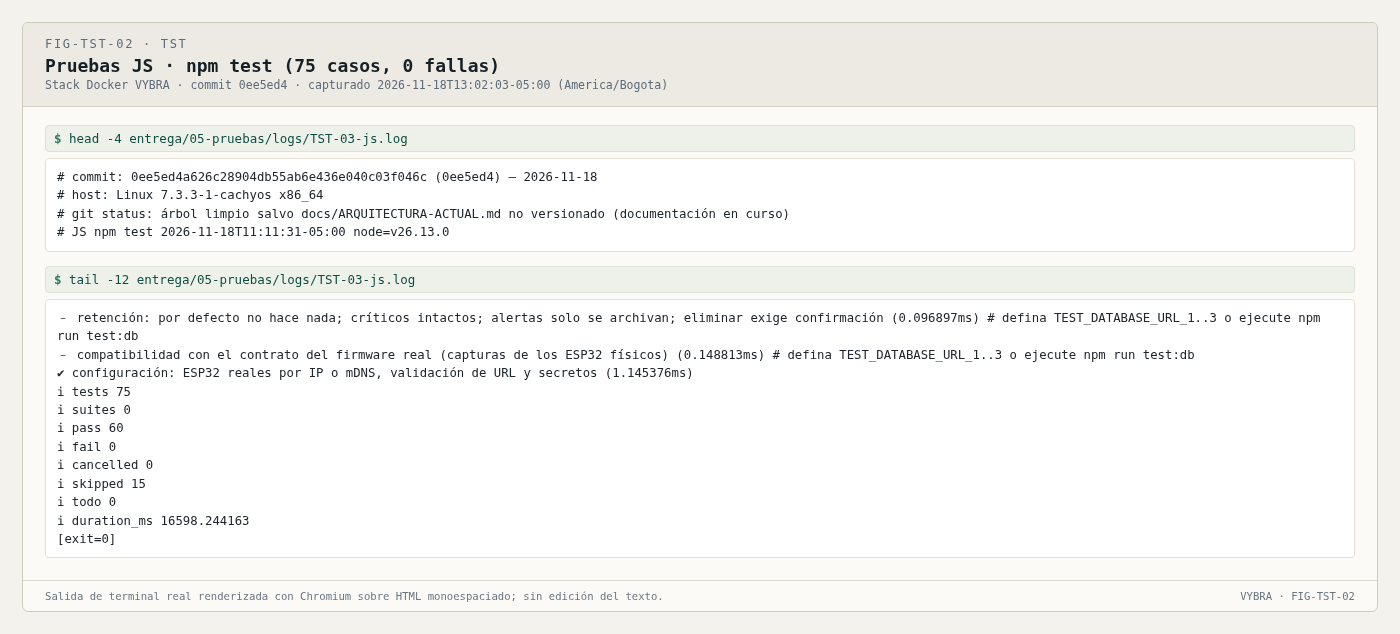 FIG-TST-02 · TST
Pruebas JS · npm test (75 casos, 0 fallas)
Stack Docker VYBRA · commit 0ee5ed4 · capturado 2026-11-18T13:02:03-05:00 (America/Bogota)
$ head -4 entrega/05-pruebas/logs/TST-03-js.log
# commit: 0ee5ed4a626c28904db55ab6e436e040c03f046c (0ee5ed4) — 2026-11-18
# host: Linux 7.3.3-1-cachyos x86_64
# git status: árbol limpio salvo docs/ARQUITECTURA-ACTUAL.md no versionado (documentación en curso)
# JS npm test 2026-11-18T11:11:31-05:00 node=v26.13.0
$ tail -12 entrega/05-pruebas/logs/TST-03-js.log
﹣ retención: por defecto no hace nada; críticos intactos; alertas solo se archivan; eliminar exige confirmación (0.096897ms) # defina TEST_DATABASE_URL_1..3 o ejecute npm
run test:db
﹣ compatibilidad con el contrato del firmware real (capturas de los ESP32 físicos) (0.148813ms) # defina TEST_DATABASE_URL_1..3 o ejecute npm run test:db
✔ configuración: ESP32 reales por IP o mDNS, validación de URL y secretos (1.145376ms)
i tests 75
i suites 0
i pass 60
i fail 0
i cancelled 0
i skipped 15
i todo 0
i duration_ms 16598.244163
[exit=0]
Salida de terminal real renderizada con Chromium sobre HTML monoespaciado; sin edición del texto.
VYBRA · FIG-TST-02